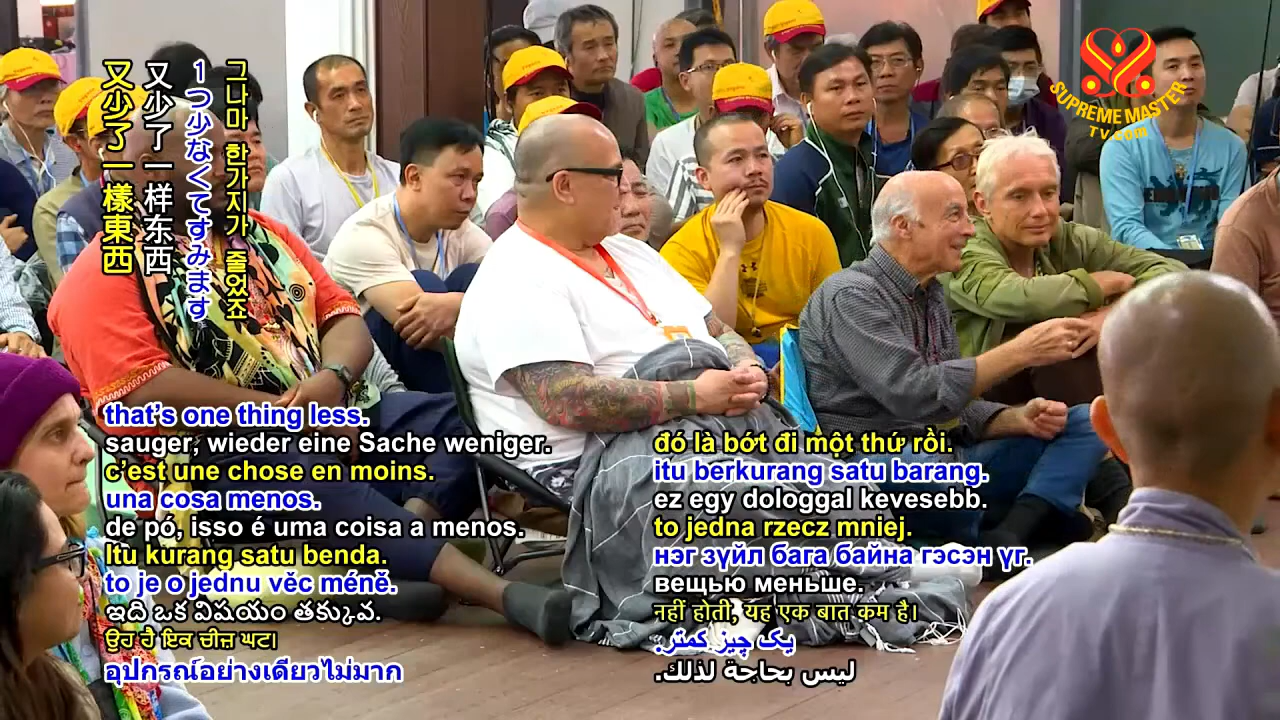 그나마 한가지가 줄었죠
1つ少なくてすみます
又少了一样东西
又少了一樣東西
SUPREME MASTER
TV.com
that's one thing less.
sauger, wieder eine Sache weniger.
c'est une chose en moins.
una cosa menos.
de pó, isso é uma coisa a menos.
Itu kurang satu benda.
to je o jednu věc méně.
ఇది ఒక విషయం తక్కువ.
ਉਹ ਹੈ ਇਕ ਚੀਜ਼ ਘਟ।
อุปกรณ์อย่างเดียวไม่มาก
đó là bớt đi một thứ rồi.
itu berkurang satu barang.
ez egy dologgal kevesebb.
to jedna rzecz mniej.
нэг зүйл бага байна гэсэн үг.
вещью меньше.
नहीं होती, यह एक बात कम है।
یک چیز کمتر.
ليس بحاجة لذلك.